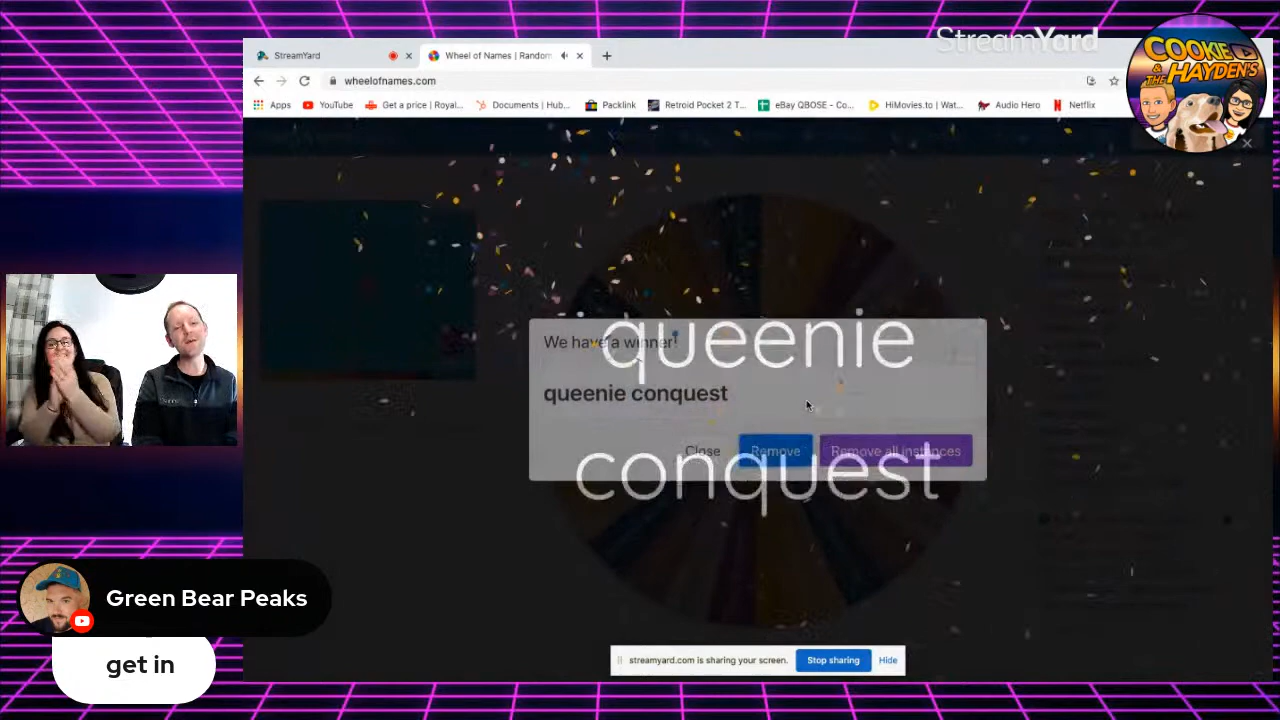 StreamYard
COOKIE
& THE HAYDEN'S
StreamYard
Wheel of Names | Random
wheelofnames.com
Apps
YouTube
Get a price | Royal...
Documents | Hub...
Packlink
Retroid Pocket 2 T...
eBay QBOSE - Co...
HiMovies.to | Wat...
Audio Hero
Netflix
We have a winner!
queenie
queenie conquest
Close
Remove
Remove all instances
conquest
Green Bear Peaks
get in
streamyard.com is sharing your screen.
Stop sharing
Hide